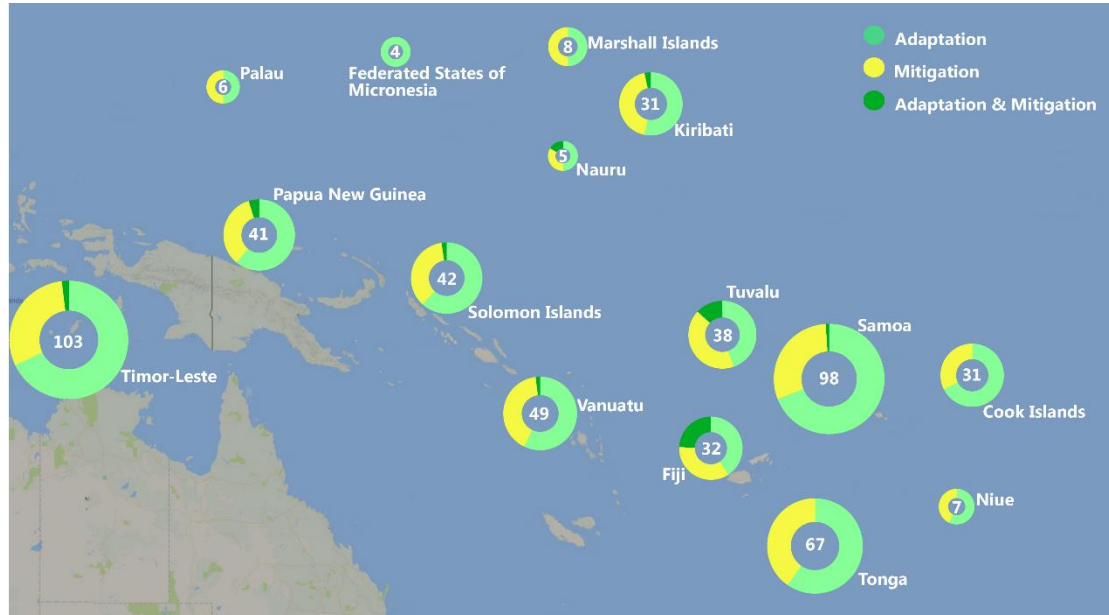 Adaptation
Mitigation
Adaptation & Mitigation
4
Federated States of
Micronesia
8
Marshall Islands
6
Palau
31
Kiribati
5
Nauru
Papua New Guinea
41
42
Solomon Islands
103
Timor-Leste
Tuvalu
38
Samoa
98
31
Cook Islands
49
Vanuatu
32
Fiji
7
Niue
67
Tonga